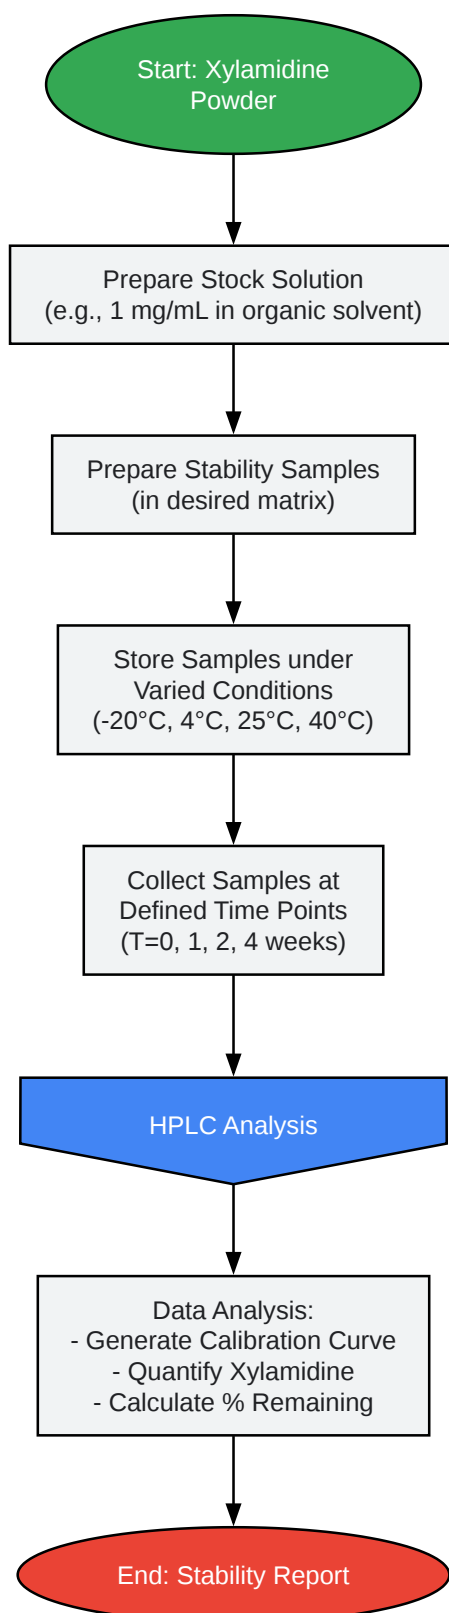 Start: Xylamidine
Powder
Prepare Stock Solution
(e.g., 1 mg/mL in organic solvent)
Prepare Stability Samples
(in desired matrix)
Store Samples under
Varied Conditions
(-20°C, 4°C, 25°C, 40°C)
Collect Samples at
Defined Time Points
(T=0, 1, 2, 4 weeks)
HPLC Analysis
Data Analysis:
- Generate Calibration Curve
- Quantify Xylamidine
- Calculate % Remaining
End: Stability Report